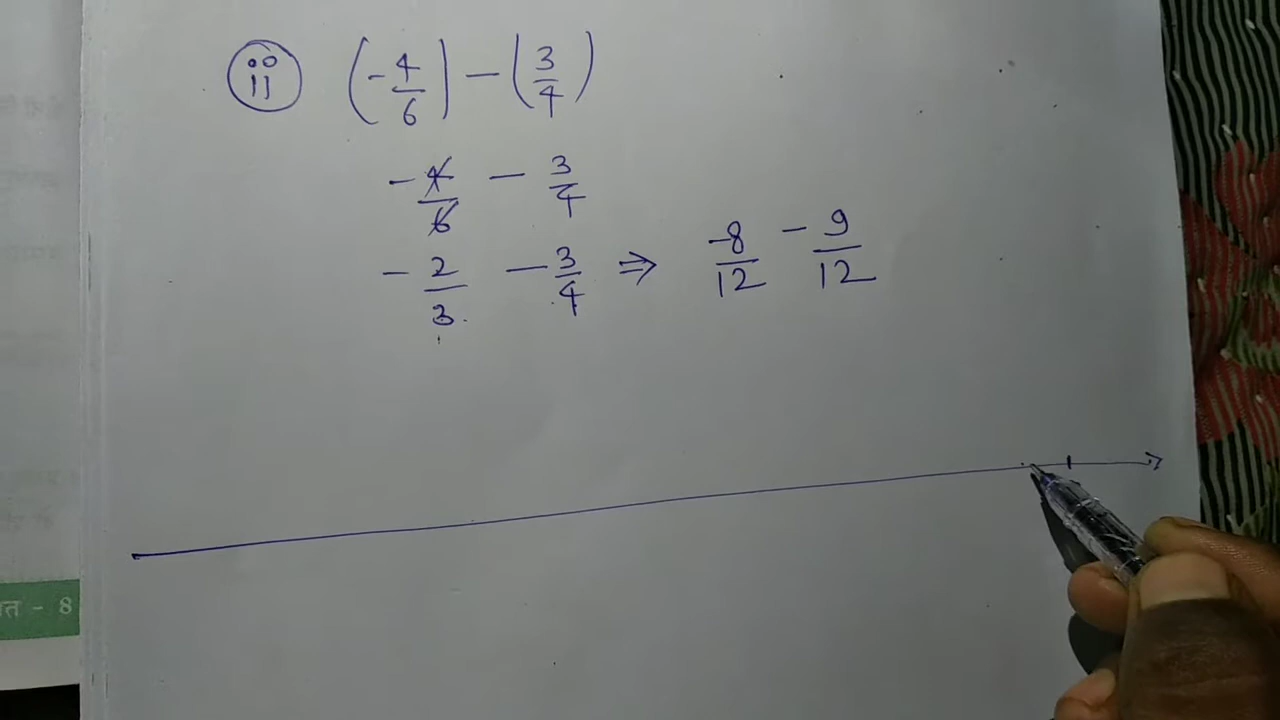 ii (-4/6) - (3/4)
- 4/6 - 3/4
- 2/3 - 3/4 ⇒ -8/12 - 9/12
- 8